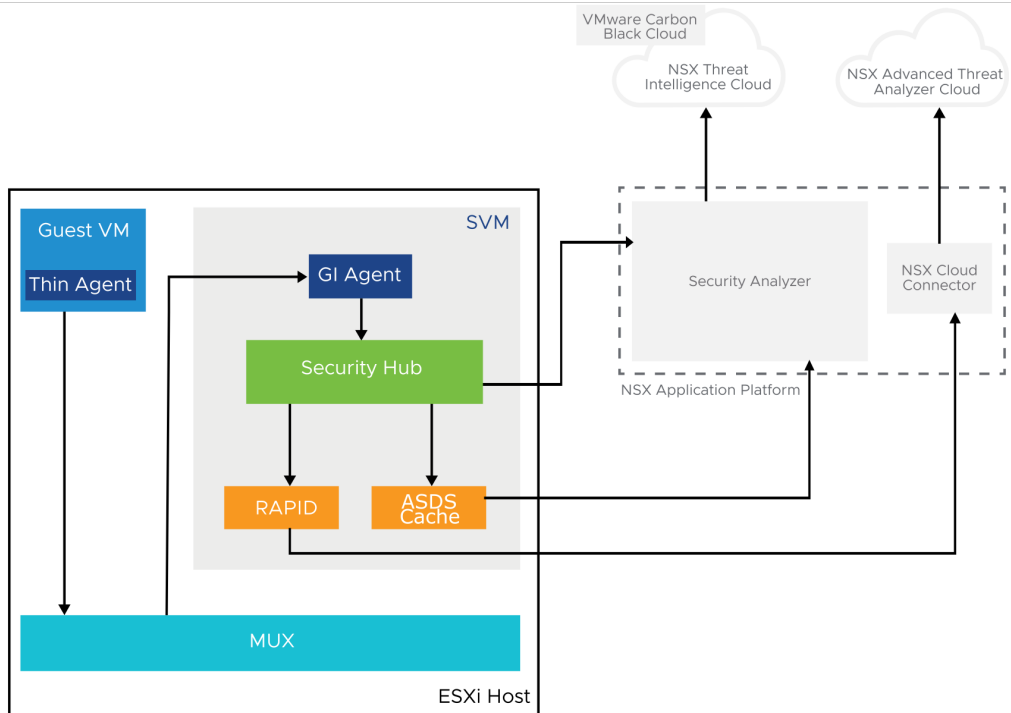 VMware Carbon
Black Cloud
NSX Threat
Intelligence Cloud
NSX Advanced Threat
Analyzer Cloud
Guest VM
Thin Agent
SVM
GI Agent
Security Hub
RAPID
ASDS
Cache
MUX
ESXi Host
Security Analyzer
NSX Cloud
Connector
NSX Application Platform